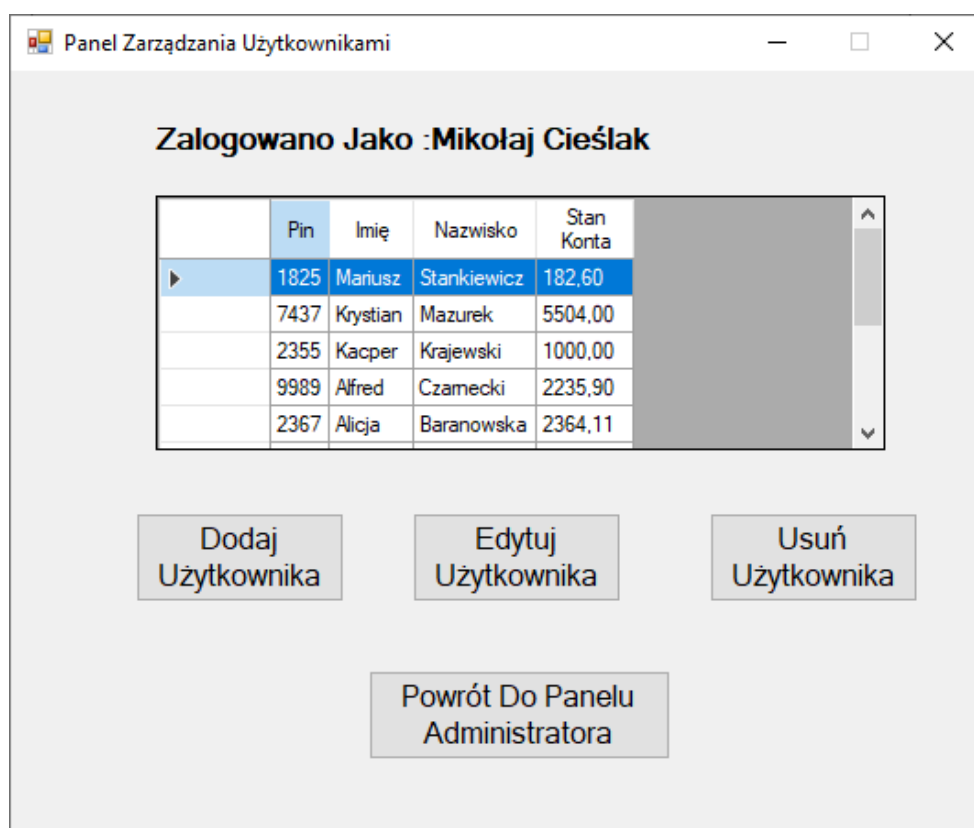 Panel Zarządzania Użytkownikami
Zalogowano Jako :Mikołaj Cieślak
Pin Imię Nazwisko Stan
Konta
1825 Mariusz Stankiewicz 182,60
7437 Krystian Mazurek 5504,00
2355 Kacper Krajewski 1000,00
9989 Alfred Czarnecki 2235,90
2367 Alicja Baranowska 2364,11
Dodaj
Użytkownika
Edytuj
Użytkownika
Usuń
Użytkownika
Powrót Do Panelu
Administratora